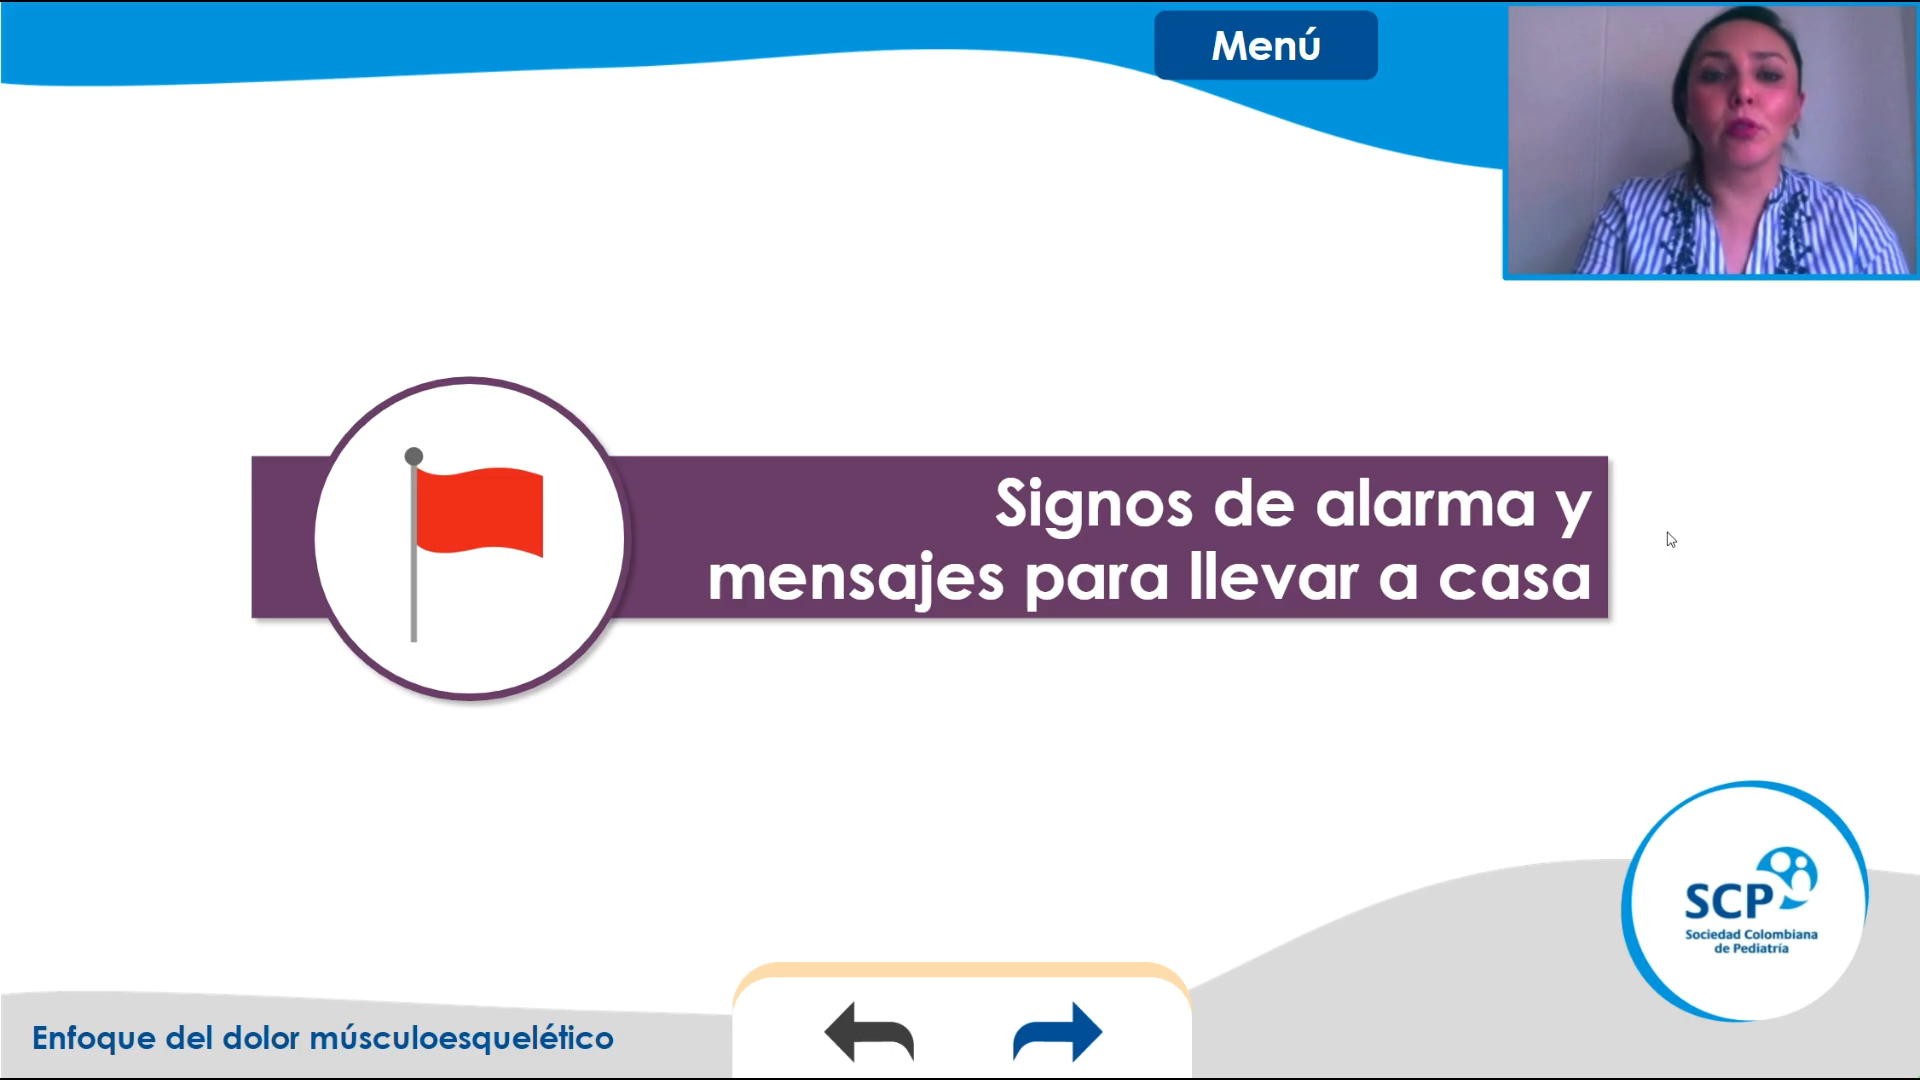 Menú
Signos de alarma y
mensajes para llevar a casa
SCP
Sociedad Colombiana
de Pediatría
Enfoque del dolor músculoesquelético